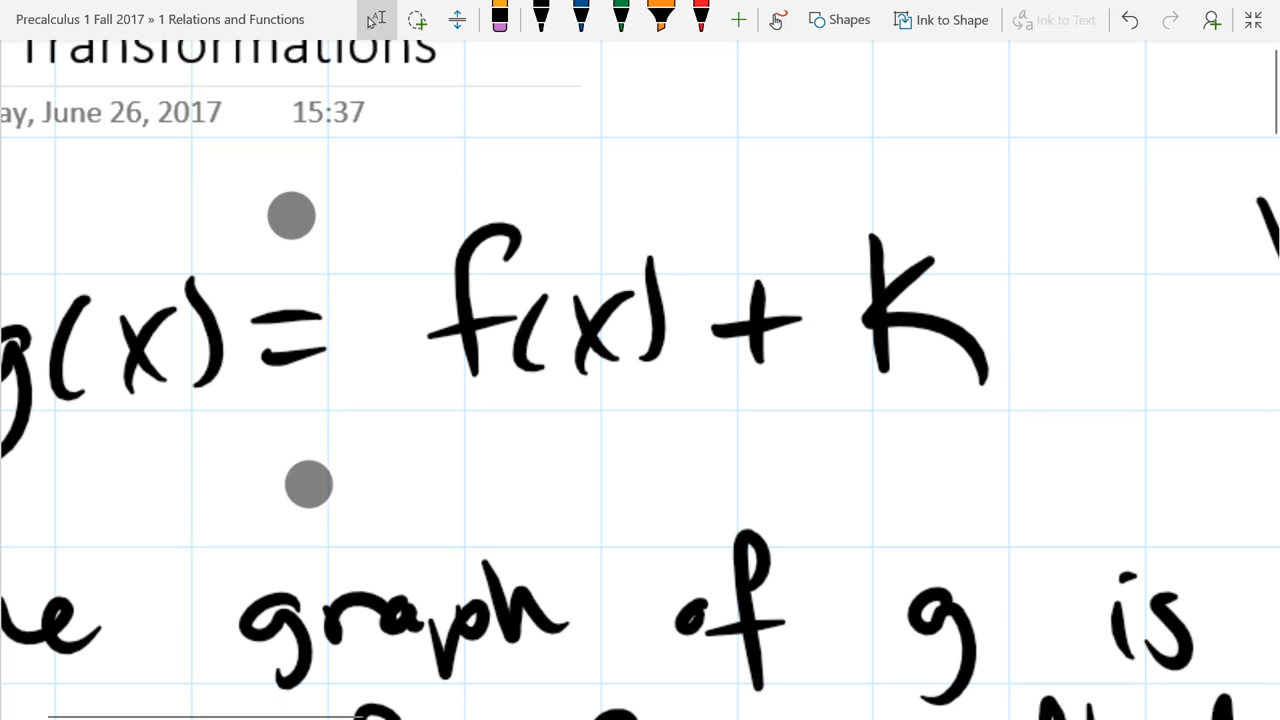 Precalculus 1 Fall 2017 » 1 Relations and Functions
Shapes
Ink to Shape
Ink to Text
Transformations
ay, June 26, 2017 15:37
g(x) = f(x) + K
graph of g is